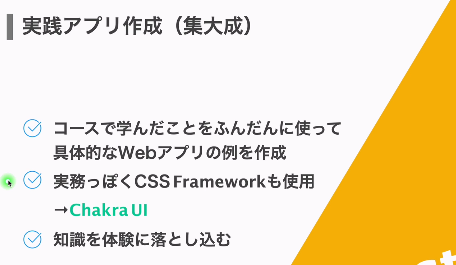 実践アプリ作成（集大成）
コースで学んだことをふんだんに使って
具体的なWebアプリの例を作成
実務っぽくCSS Frameworkも使用
→Chakra UI
知識を体験に落とし込む